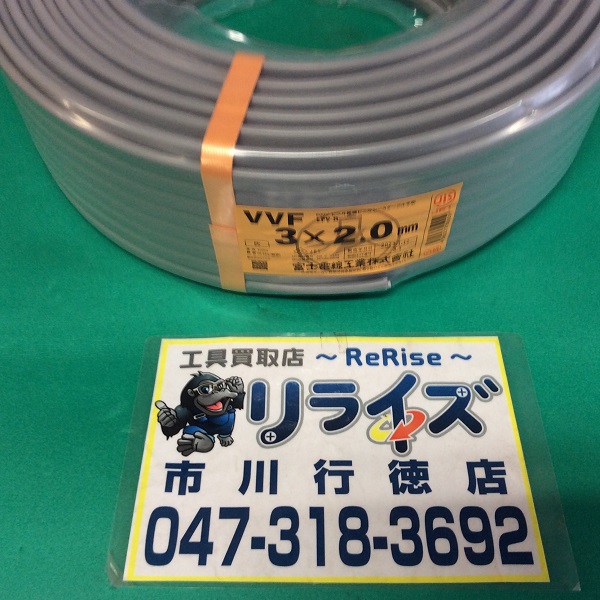 VVF
3×2.0mm
富士電線工業株式会社
工具買取店 ～ReRise～
リライズ
市川行徳店
047-318-3692